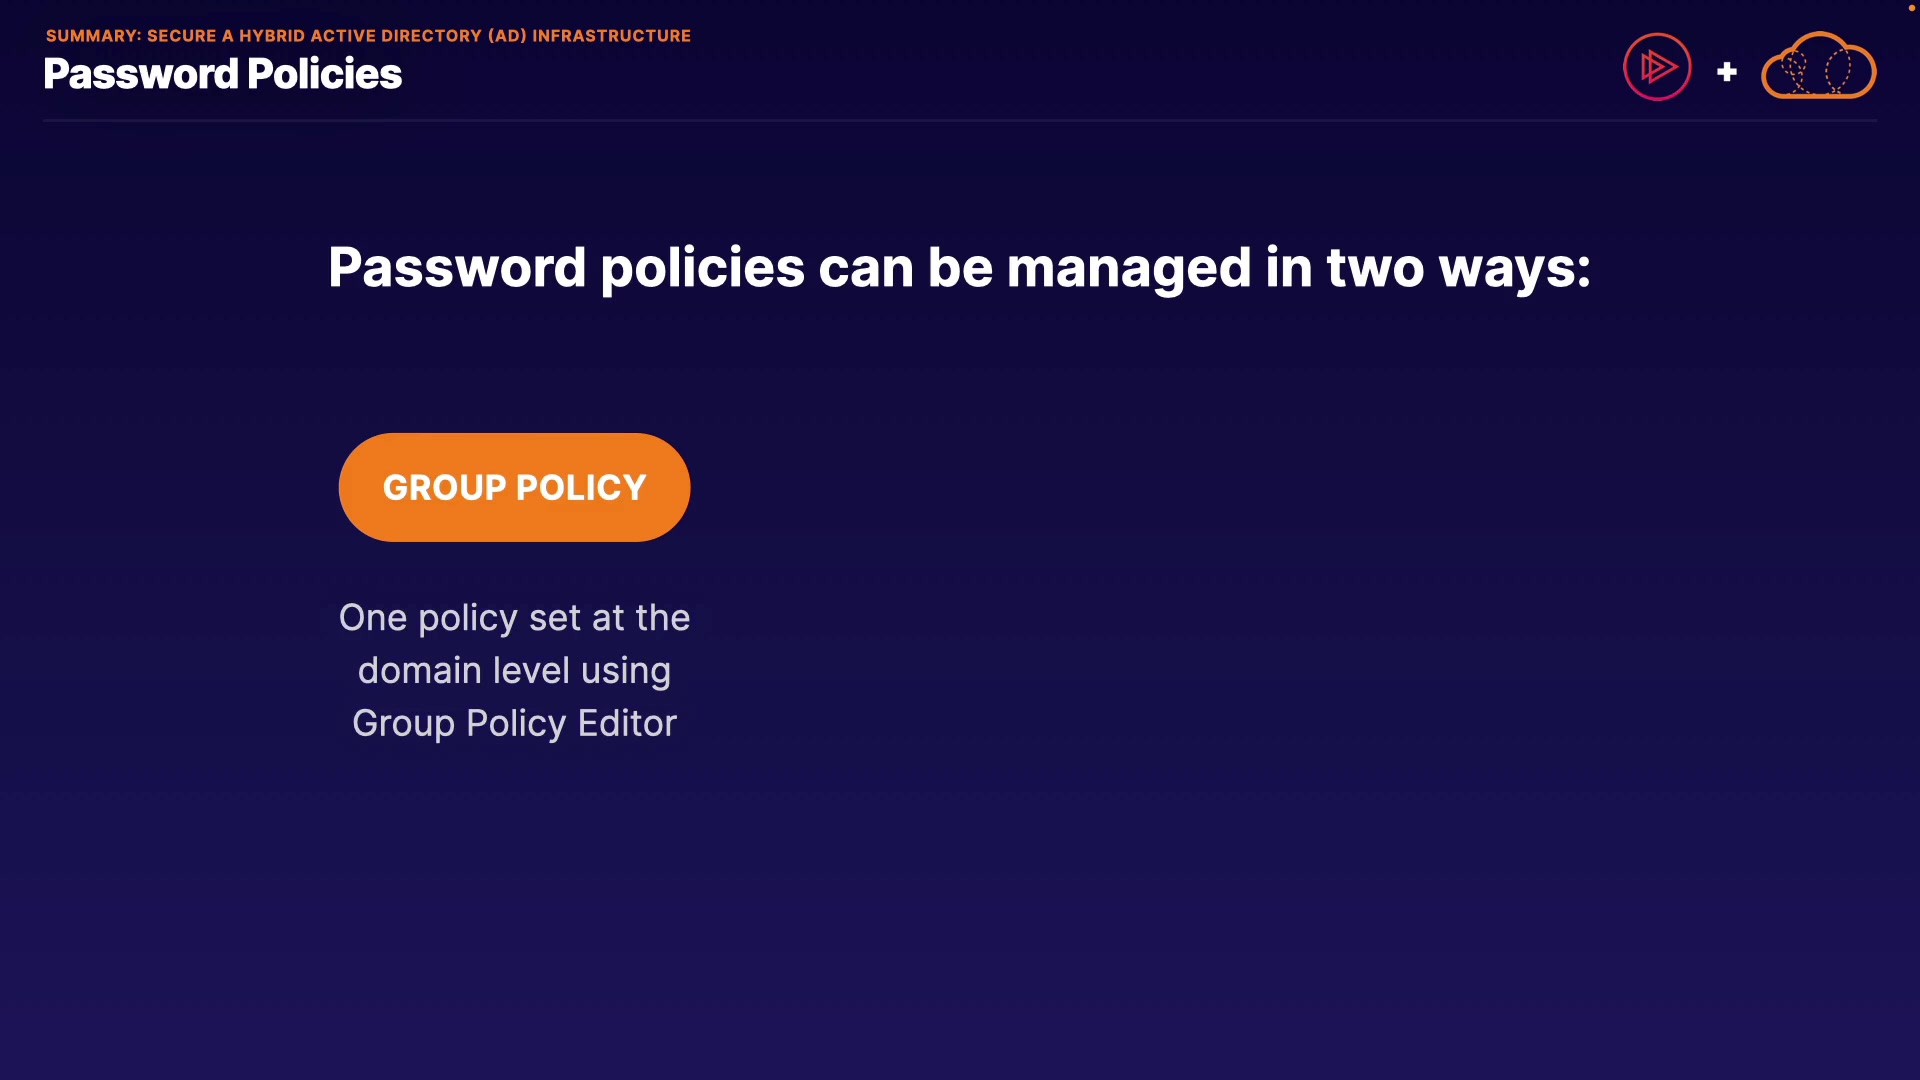 SUMMARY: SECURE A HYBRID ACTIVE DIRECTORY (AD) INFRASTRUCTURE
Password Policies
Password policies can be managed in two ways:
GROUP POLICY
One policy set at the
domain level using
Group Policy Editor